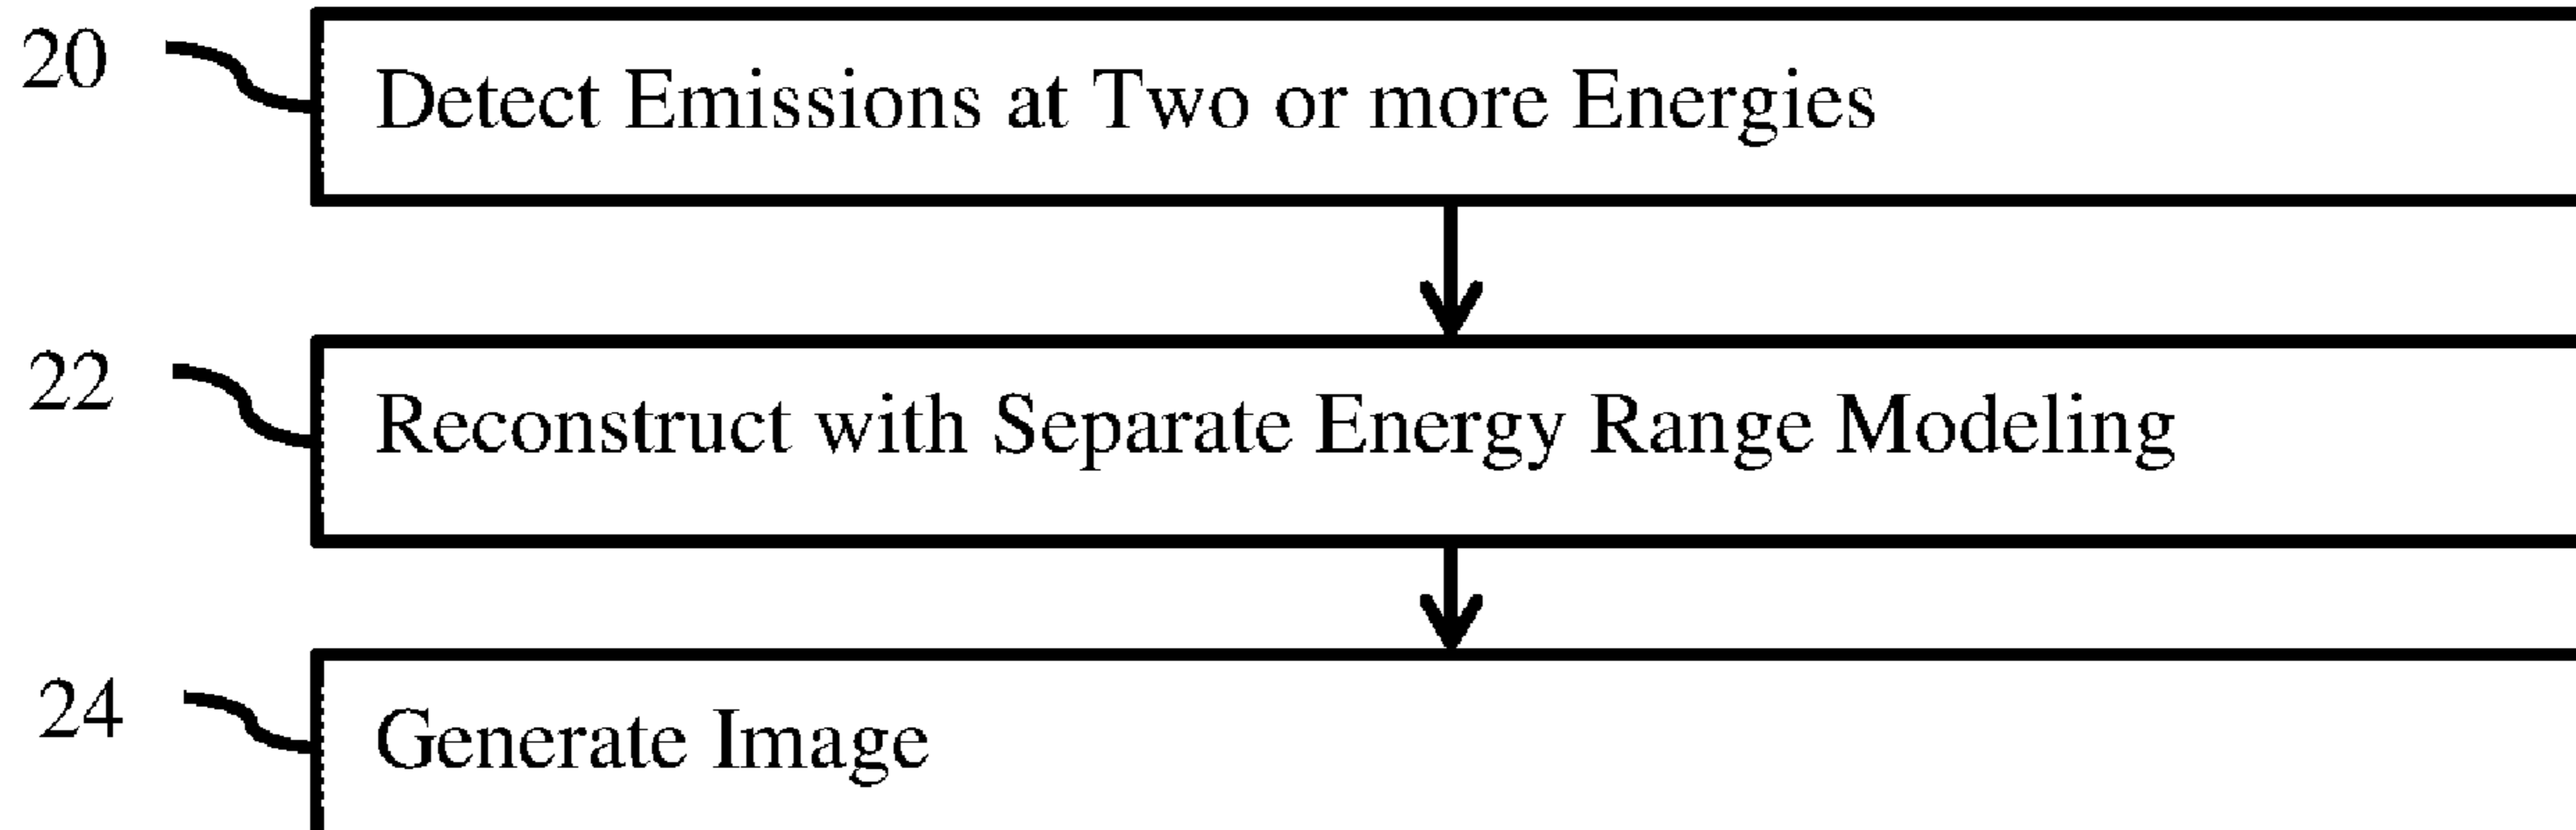 20 Detect Emissions at Two or more Energies
22 Reconstruct with Separate Energy Range Modeling
24 Generate Image